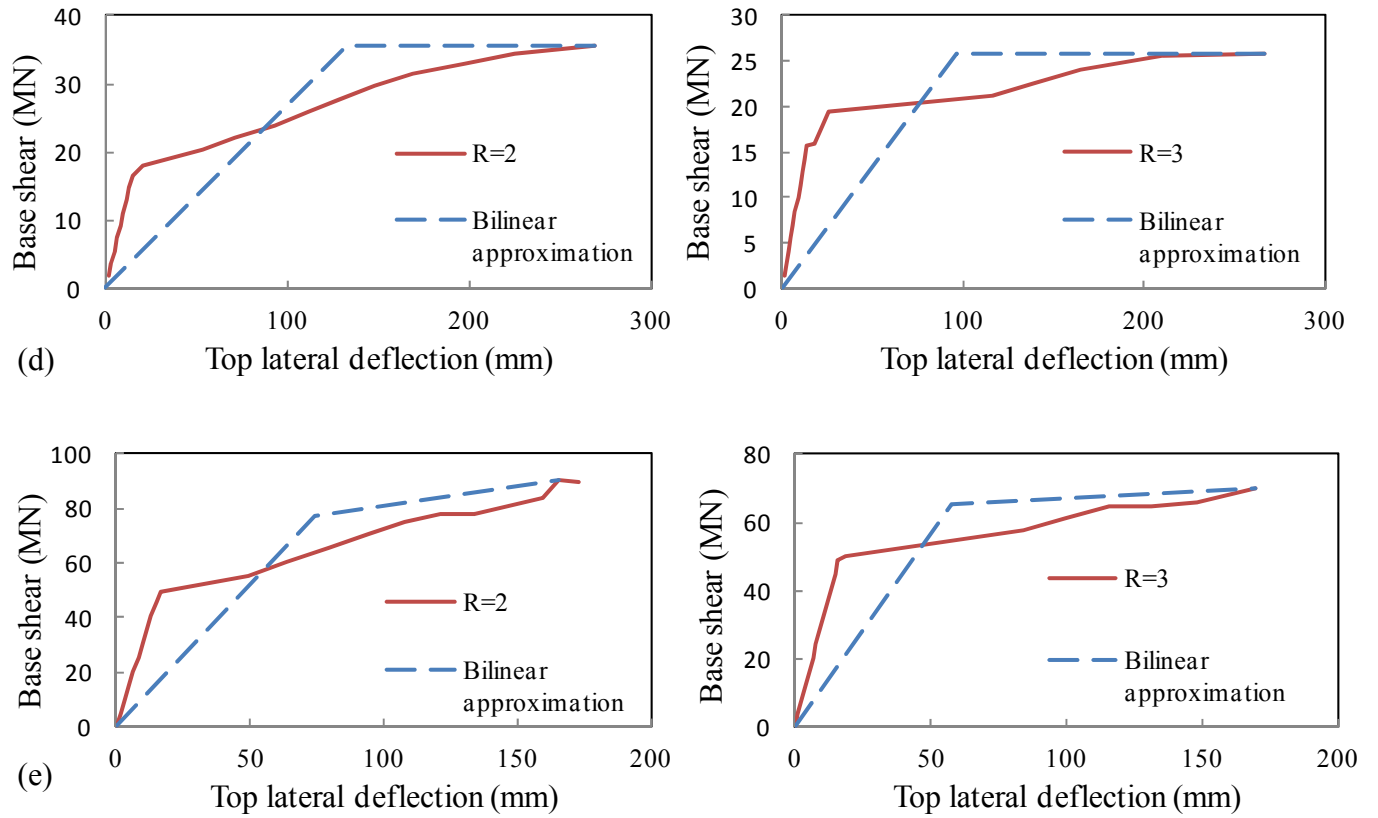 40
30
20
10
0
Base shear (MN)
R=2
Bilinear
approximation
0 100 200 300
Top lateral deflection (mm)
(d)
30
25
20
15
10
5
0
Base shear (MN)
R=3
Bilinear
approximation
0 100 200 300
Top lateral deflection (mm)
100
80
60
40
20
0
Base shear (MN)
R=2
Bilinear
approximation
0 50 100 150 200
Top lateral deflection (mm)
(e)
80
60
40
20
0
Base shear (MN)
R=3
Bilinear
approximation
0 50 100 150 200
Top lateral deflection (mm)